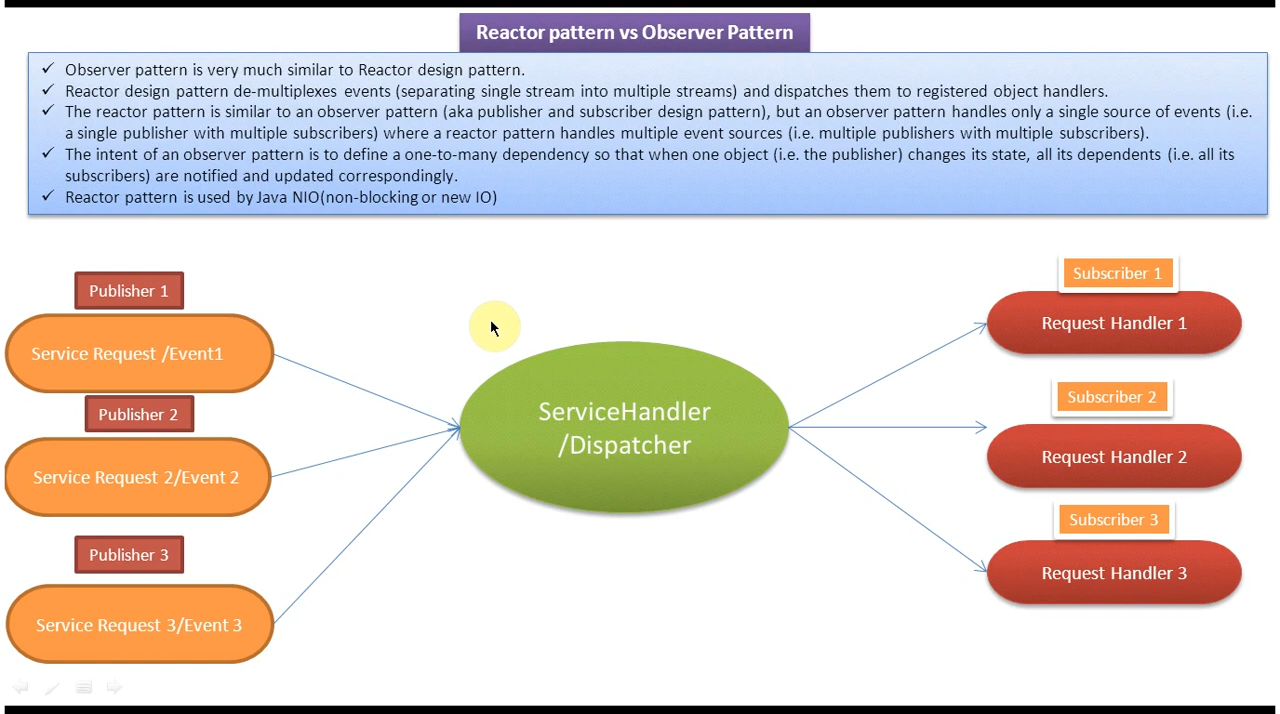 Reactor pattern vs Observer Pattern
✓ Observer pattern is very much similar to Reactor design pattern.
✓ Reactor design pattern de-multiplexes events (separating single stream into multiple streams) and dispatches them to registered object handlers.
✓ The reactor pattern is similar to an observer pattern (aka publisher and subscriber design pattern), but an observer pattern handles only a single source of events (i.e.
a single publisher with multiple subscribers) where a reactor pattern handles multiple event sources (i.e. multiple publishers with multiple subscribers).
✓ The intent of an observer pattern is to define a one-to-many dependency so that when one object (i.e. the publisher) changes its state, all its dependents (i.e. all its
subscribers) are notified and updated correspondingly.
✓ Reactor pattern is used by Java NIO(non-blocking or new IO)
Publisher 1
Service Request /Event1
Publisher 2
Service Request 2/Event 2
Publisher 3
Service Request 3/Event 3
ServiceHandler
/Dispatcher
Subscriber 1
Request Handler 1
Subscriber 2
Request Handler 2
Subscriber 3
Request Handler 3